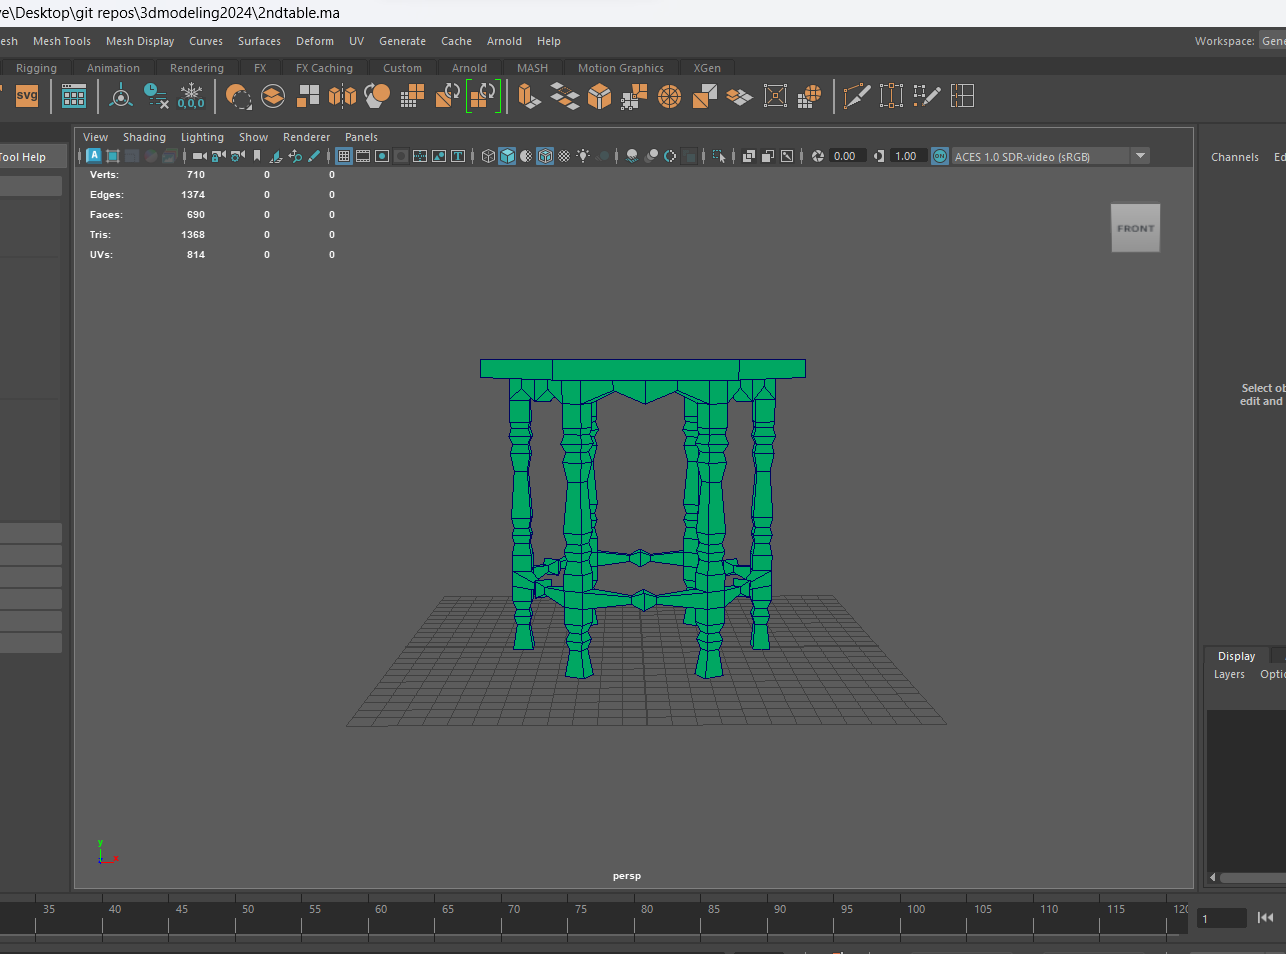 ve\Desktop\git repos\3dmodeling2024\2ndtable.ma
esh Mesh Tools Mesh Display Curves Surfaces Deform UV Generate Cache Arnold Help Workspace: Gene
Rigging Animation Rendering FX FX Caching Custom Arnold MASH Motion Graphics XGen
svg 0,0,0
View Shading Lighting Show Renderer Panels
Tool Help Channels Ed
A T 0.00 1.00 ON ACES 1.0 SDR-video (sRGB)
Verts: 710 0 0
Edges: 1374 0 0
Faces: 690 0 0
Tris: 1368 0 0
UVs: 814 0 0
FRONT
Select ob
edit and
Display
Layers Optio
y
x
persp
35 40 45 50 55 60 65 70 75 80 85 90 95 100 105 110 115 120
1